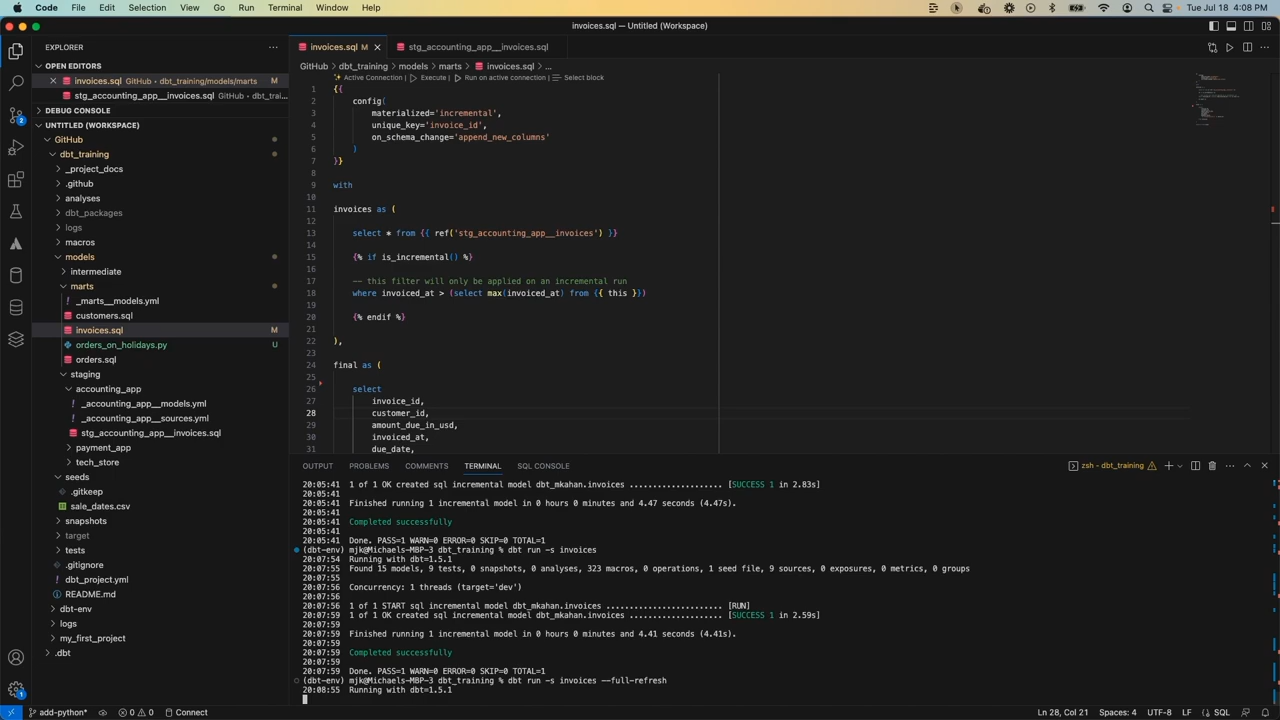 Code File Edit Selection View Go Run Terminal Window Help
Tue Jul 18 4:08 PM
invoices.sql — Untitled (Workspace)
EXPLORER
OPEN EDITORS
invoices.sql GitHub • dbt_training/models/marts M
stg_accounting_app__invoices.sql GitHub • dbt_trai...
DEBUG CONSOLE
UNTITLED (WORKSPACE)
GitHub
dbt_training
_project_docs
.github
analyses
dbt_packages
logs
macros
models
intermediate
marts
_marts__models.yml
customers.sql
invoices.sql M
orders_on_holidays.py U
orders.sql
staging
accounting_app
_accounting_app__models.yml
_accounting_app__sources.yml
stg_accounting_app__invoices.sql
payment_app
tech_store
seeds
.gitkeep
sale_dates.csv
snapshots
target
tests
.gitignore
dbt_project.yml
README.md
dbt-env
logs
my_first_project
.dbt
invoices.sql M
stg_accounting_app__invoices.sql
GitHub > dbt_training > models > marts > invoices.sql > ...
Active Connection Execute Run on active connection Select block
1 {{
2 config(
3 materialized='incremental',
4 unique_key='invoice_id',
5 on_schema_change='append_new_columns'
6 )
7 }}
8
9 with
10
11 invoices as (
12
13 select * from {{ ref('stg_accounting_app__invoices') }}
14
15 {% if is_incremental() %}
16
17 -- this filter will only be applied on an incremental run
18 where invoiced_at > (select max(invoiced_at) from {{ this }})
19
20 {% endif %}
21
22 ),
23
24 final as (
25
26 select
27 invoice_id,
28 customer_id,
29 amount_due_in_usd,
30 invoiced_at,
31 due_date,
OUTPUT PROBLEMS COMMENTS TERMINAL SQL CONSOLE
zsh - dbt_training
20:05:41 1 of 1 OK created sql incremental model dbt_mkahan.invoices .................... [SUCCESS 1 in 2.83s]
20:05:41
20:05:41 Finished running 1 incremental model in 0 hours 0 minutes and 4.47 seconds (4.47s).
20:05:41
20:05:41 Completed successfully
20:05:41
20:05:41 Done. PASS=1 WARN=0 ERROR=0 SKIP=0 TOTAL=1
(dbt-env) mjk@Michaels-MBP-3 dbt_training % dbt run -s invoices
20:07:54 Running with dbt=1.5.1
20:07:55 Found 15 models, 9 tests, 0 snapshots, 0 analyses, 323 macros, 0 operations, 1 seed file, 9 sources, 0 exposures, 0 metrics, 0 groups
20:07:55
20:07:56 Concurrency: 1 threads (target='dev')
20:07:56
20:07:56 1 of 1 START sql incremental model dbt_mkahan.invoices ......................... [RUN]
20:07:59 1 of 1 OK created sql incremental model dbt_mkahan.invoices .................... [SUCCESS 1 in 2.59s]
20:07:59
20:07:59 Finished running 1 incremental model in 0 hours 0 minutes and 4.41 seconds (4.41s).
20:07:59
20:07:59 Completed successfully
20:07:59
20:07:59 Done. PASS=1 WARN=0 ERROR=0 SKIP=0 TOTAL=1
(dbt-env) mjk@Michaels-MBP-3 dbt_training % dbt run -s invoices --full-refresh
20:08:55 Running with dbt=1.5.1
add-python* 0 0 Connect
Ln 28, Col 21 Spaces: 4 UTF-8 LF SQL